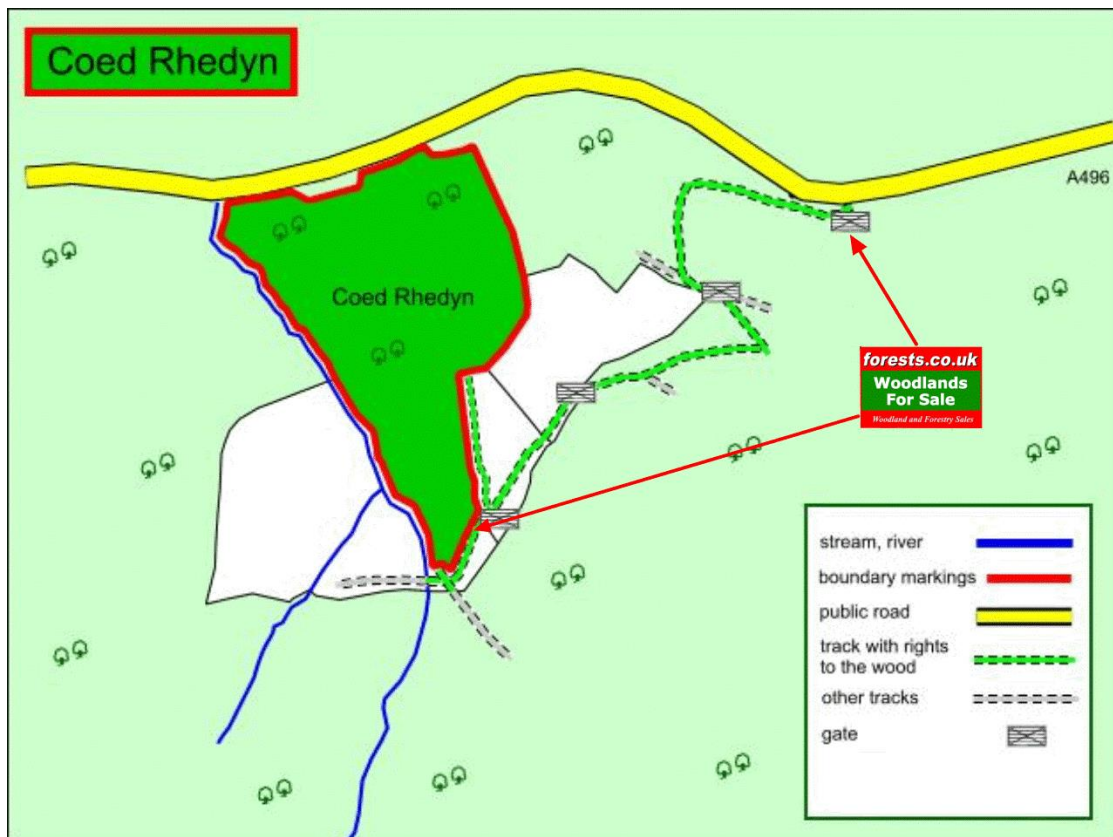 Coed Rhedyn
A496
Coed Rhedyn
forests.co.uk
Woodlands
For Sale
Woodland and Forestry Sales
stream, river
boundary markings
public road
track with rights
to the wood
other tracks
gate